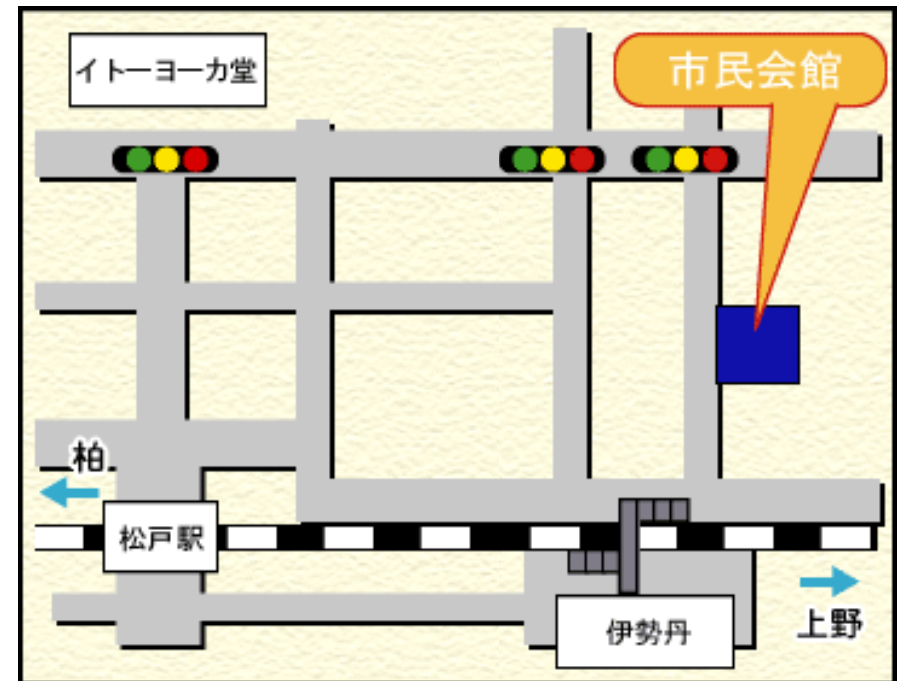 イトーヨーカ堂
市民会館
柏
松戸駅
上野
伊勢丹